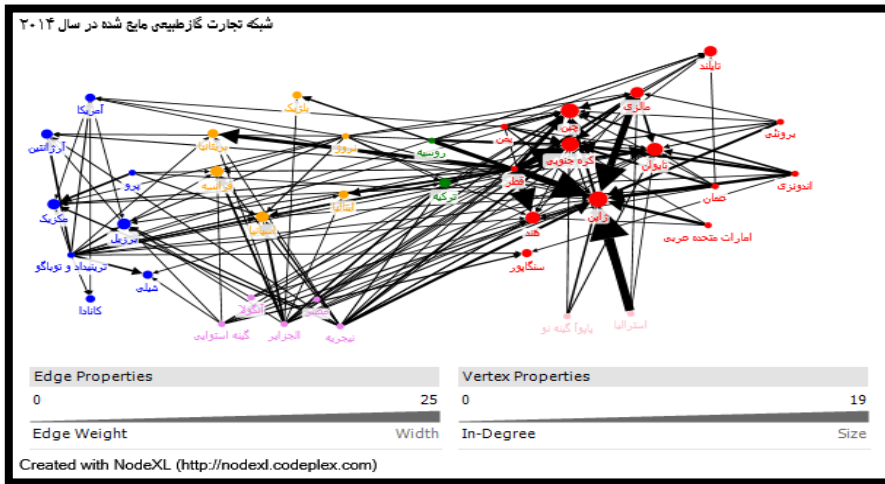 شبکه تجارت گازطبیعی مایع شده در سال ۲۰۱۴
تایلند
آمریکا
بلژیک
مالزی
چین
برونئی
آرژانتین
بریتانیا
نروژ
روسیه
یمن
کره جنوبی
تایوان
پرو
فرانسه
قطر
اندونزی
ترکیه
عمان
مکزیک
ایتالیا
ژاپن
برزیل
اسپانیا
هند
امارات متحده عربی
ترینیداد و توباگو
سنگاپور
شیلی
کانادا
آنگولا
مصر
گینه استوایی
الجزایر
نیجریه
پاپوآ گینه نو
استرالیا
Edge Properties
0 25
Edge Weight Width
Vertex Properties
0 19
In-Degree Size
Created with NodeXL (http://nodexl.codeplex.com)